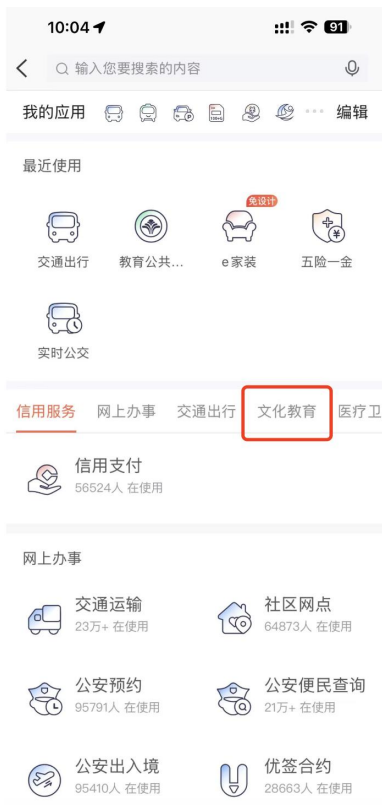 10:04
91
输入您要搜索的内容
我的应用
编辑
最近使用
免设计
交通出行 教育公共... e家装 五险一金
实时公交
信用服务 网上办事 交通出行 文化教育 医疗卫
信用支付
56524人 在使用
网上办事
交通运输 社区网点
23万+ 在使用 64873人 在使用
公安预约 公安便民查询
95791人 在使用 21万+ 在使用
公安出入境 优签合约
95410人 在使用 28663人 在使用